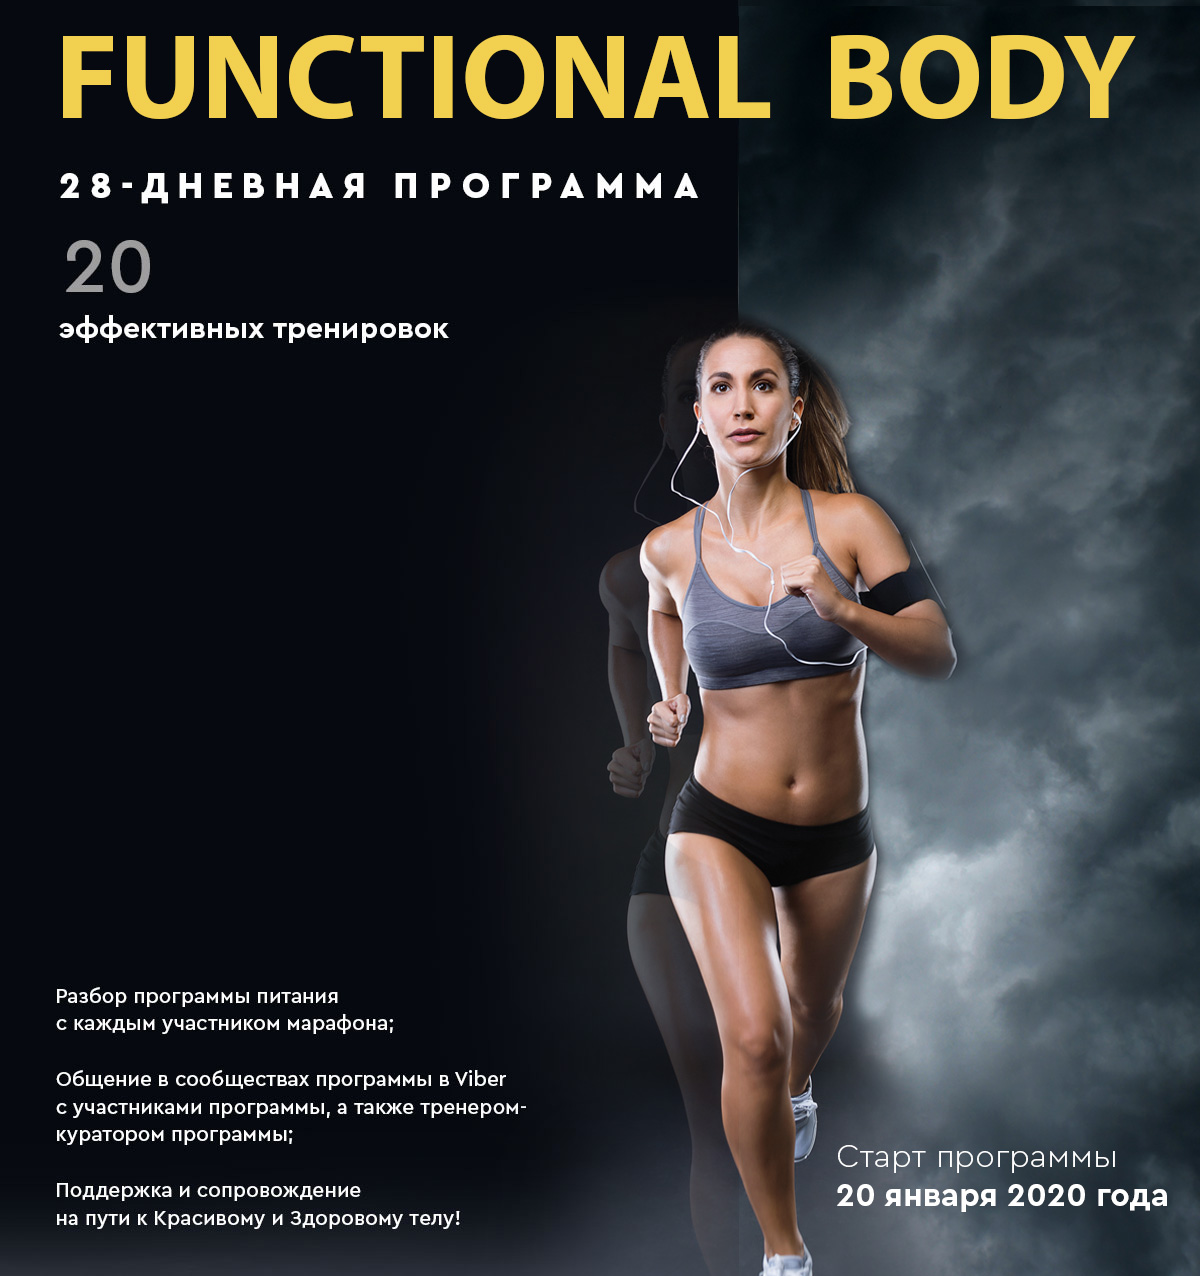 FUNCTIONAL BODY
28-ДНЕВНАЯ ПРОГРАММА
20
эффективных тренировок
Разбор программы питания
с каждым участником марафона;
Общение в сообществах программы в Viber
с участниками программы, а также тренером-
куратором программы;
Поддержка и сопровождение
на пути к Красивому и Здоровому телу!
Старт программы
20 января 2020 года